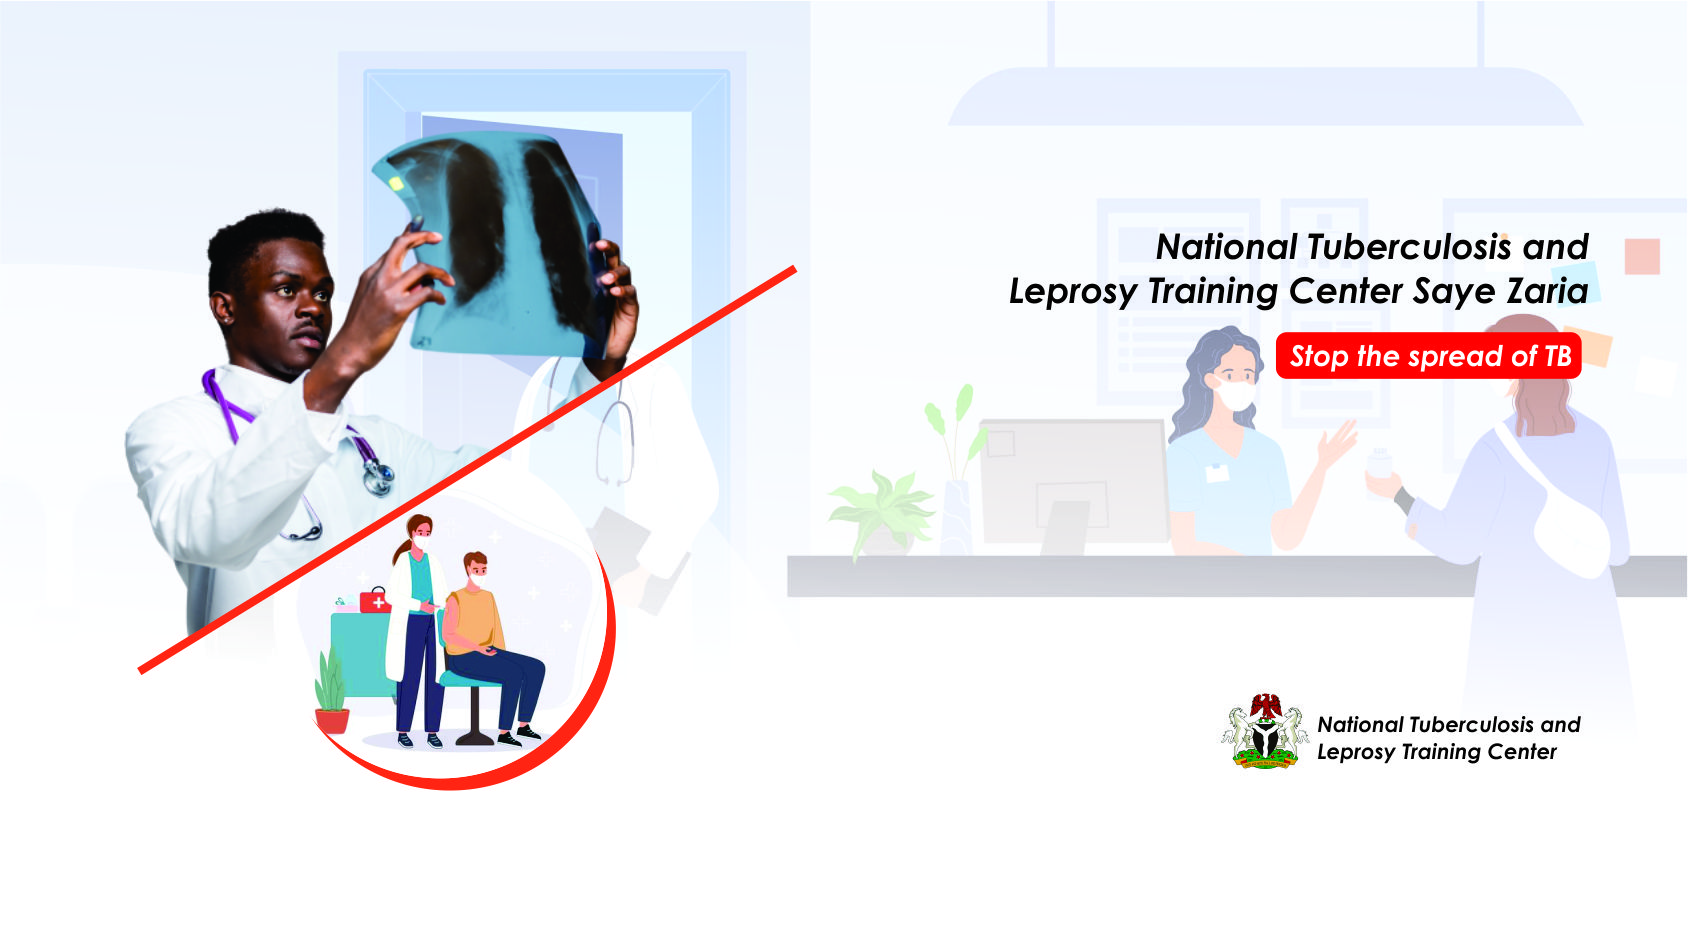 National Tuberculosis and
Leprosy Training Center Saye Zaria
Stop the spread of TB
National Tuberculosis and
Leprosy Training Center